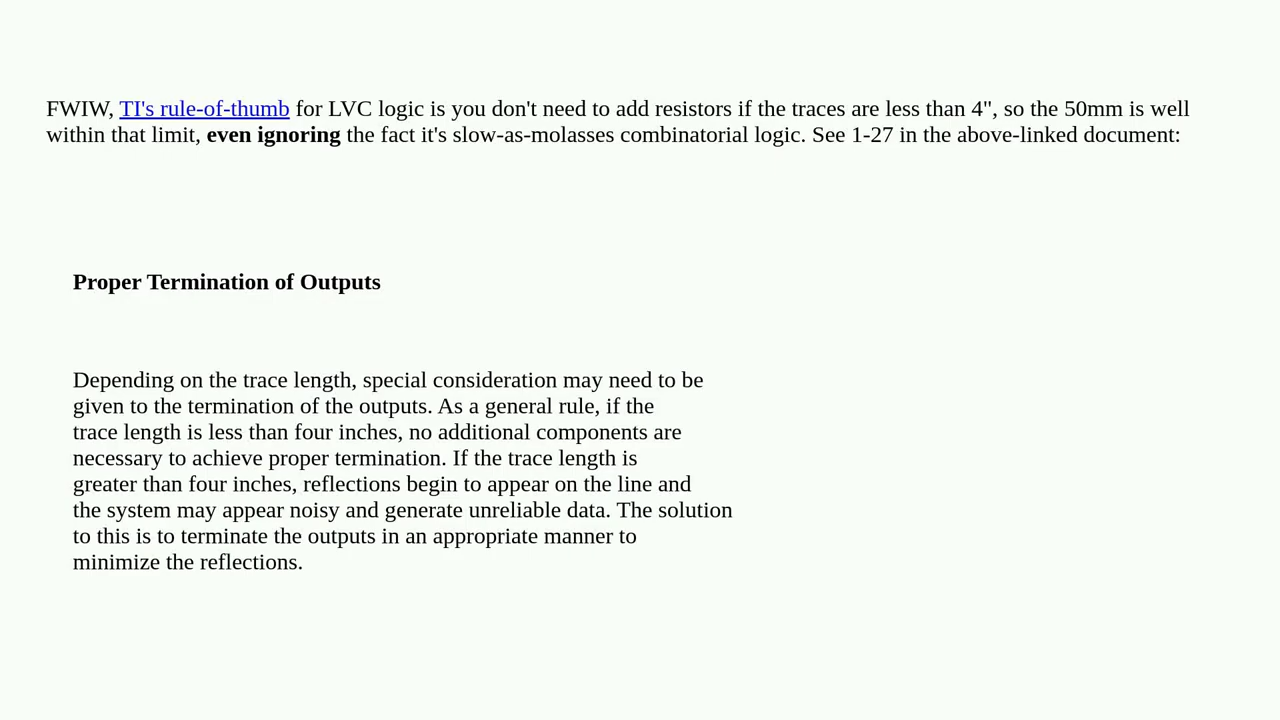 FWIW, TI's rule-of-thumb for LVC logic is you don't need to add resistors if the traces are less than 4", so the 50mm is well
within that limit, even ignoring the fact it's slow-as-molasses combinatorial logic. See 1-27 in the above-linked document:
Proper Termination of Outputs
Depending on the trace length, special consideration may need to be
given to the termination of the outputs. As a general rule, if the
trace length is less than four inches, no additional components are
necessary to achieve proper termination. If the trace length is
greater than four inches, reflections begin to appear on the line and
the system may appear noisy and generate unreliable data. The solution
to this is to terminate the outputs in an appropriate manner to
minimize the reflections.